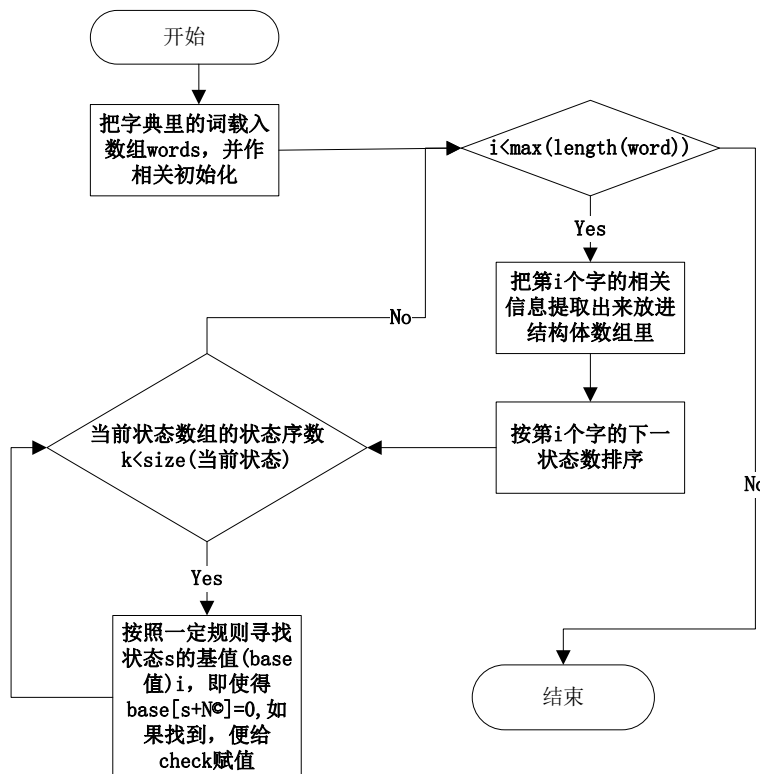 开始
把字典里的词载入
数组words，并作
相关初始化
i<max(length(word))
Yes
把第i个字的相关
信息提取出来放进
结构体数组里
No
当前状态数组的状态序数
k<size(当前状态)
按第i个字的下一
状态数排序
No
Yes
按照一定规则寻找
状态s的基值(base
值)i，即使得
base[s+N©]=0,如
果找到，便给
check赋值
结束